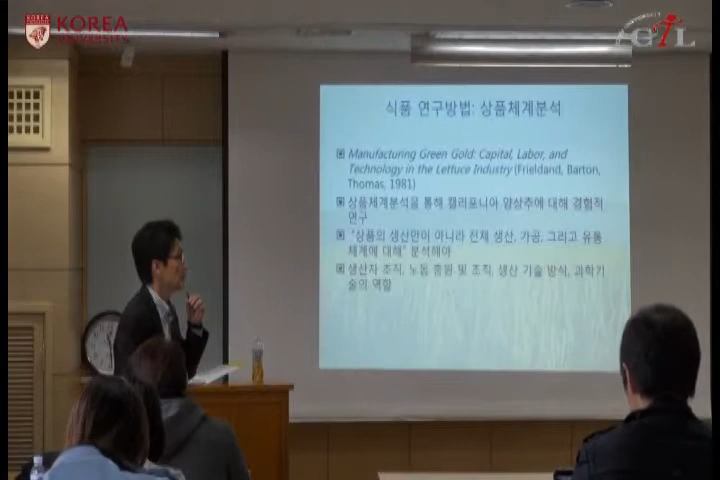 KOREA
UNIVERSITY
식품 연구방법: 상품체계분석
Manufacturing Green Gold: Capital, Labor, and
Technology in the Lettuce Industry (Frieldand, Barton,
Thomas, 1981)
상품체계분석을 통해 캘리포니아 양상추에 대해 경험적
연구
"상품의 생산만이 아니라 전체 생산, 가공, 그리고 유통
체계에 대해" 분석해야
생산자 조직, 노동 충원 및 조직, 생산 기술 방식, 과학기
술의 역할